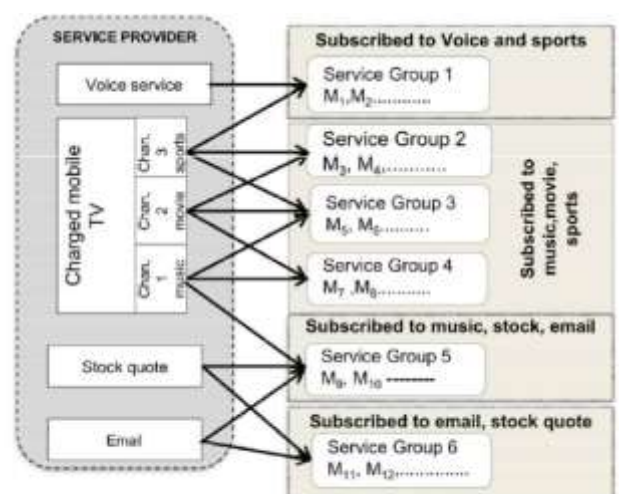 SERVICE PROVIDER
Voice service
Charged mobile
TV
Chan.
3
sports
Chan.
2
movie
Chan.
1
music
Stock quote
Email
Subscribed to Voice and sports
Service Group 1
M₁,M₂............
Service Group 2
M₃, M₄,............
Service Group 3
M₅, M₆..........
Service Group 4
M₇ ,M₈............
Subscribed to
music,movie,
sports
Subscribed to music, stock, email
Service Group 5
M₉, M₁₀ --------
Subscribed to email, stock quote
Service Group 6
M₁₁, M₁₂,...............